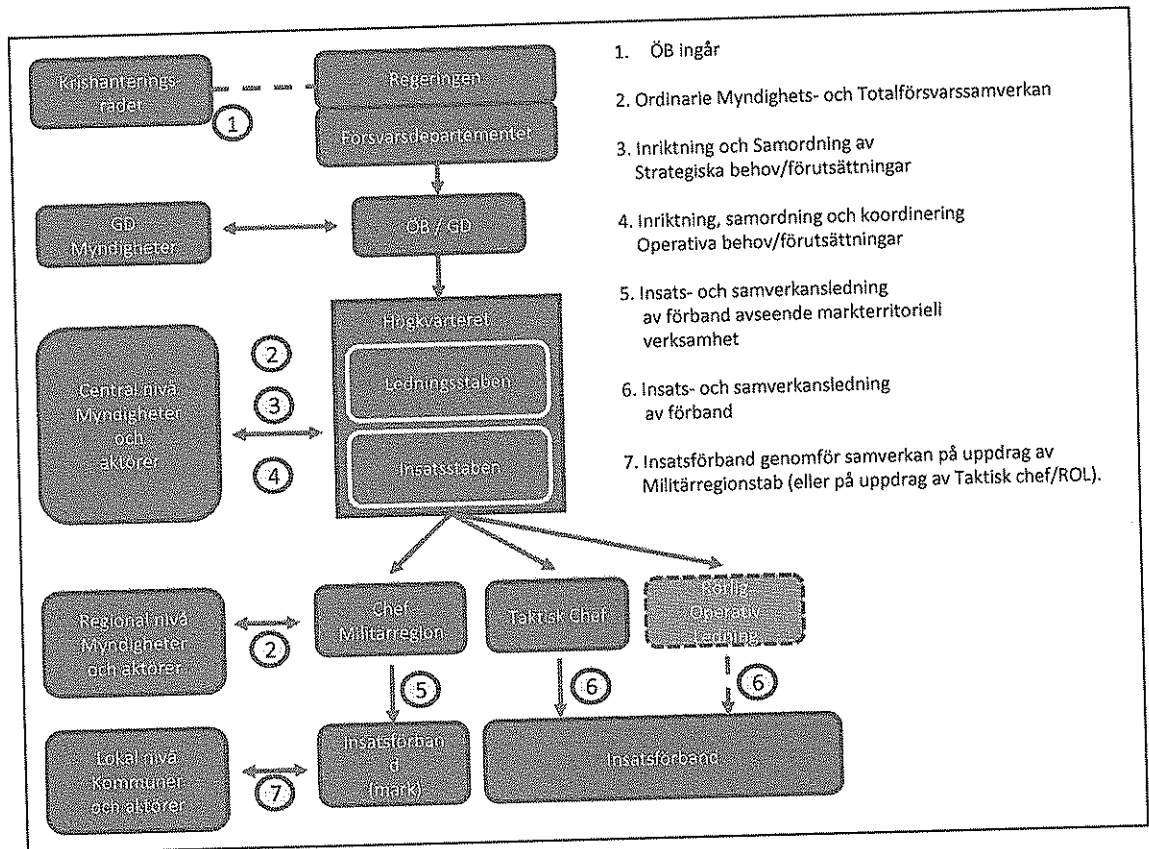 Krishanterings
rådet
1
Regeringen
Försvarsdepartementet
GD
Myndigheter
ÖB / GD
Central nivå
Myndigheter
och
aktörer
2
3
4
Högkvarteret
Ledningsstaben
Insatsstaben
Regional nivå
Myndigheter
och aktörer
2
Chef
Militärregion
Taktisk Chef
Rörlig
Operativ
Ledning
5
6
6
Lokal nivå
Kommuner
och aktörer
7
Insatsförban
d
(mark)
Insatsförband
1. ÖB ingår
2. Ordinarie Myndighets- och Totalförsvarssamverkan
3. Inriktning och Samordning av
Strategiska behov/förutsättningar
4. Inriktning, samordning och koordinering
Operativa behov/förutsättningar
5. Insats- och samverkansledning
av förband avseende markterritoriell
verksamhet
6. Insats- och samverkansledning
av förband
7. Insatsförband genomför samverkan på uppdrag av
Militärregionstab (eller på uppdrag av Taktisk chef/ROL).